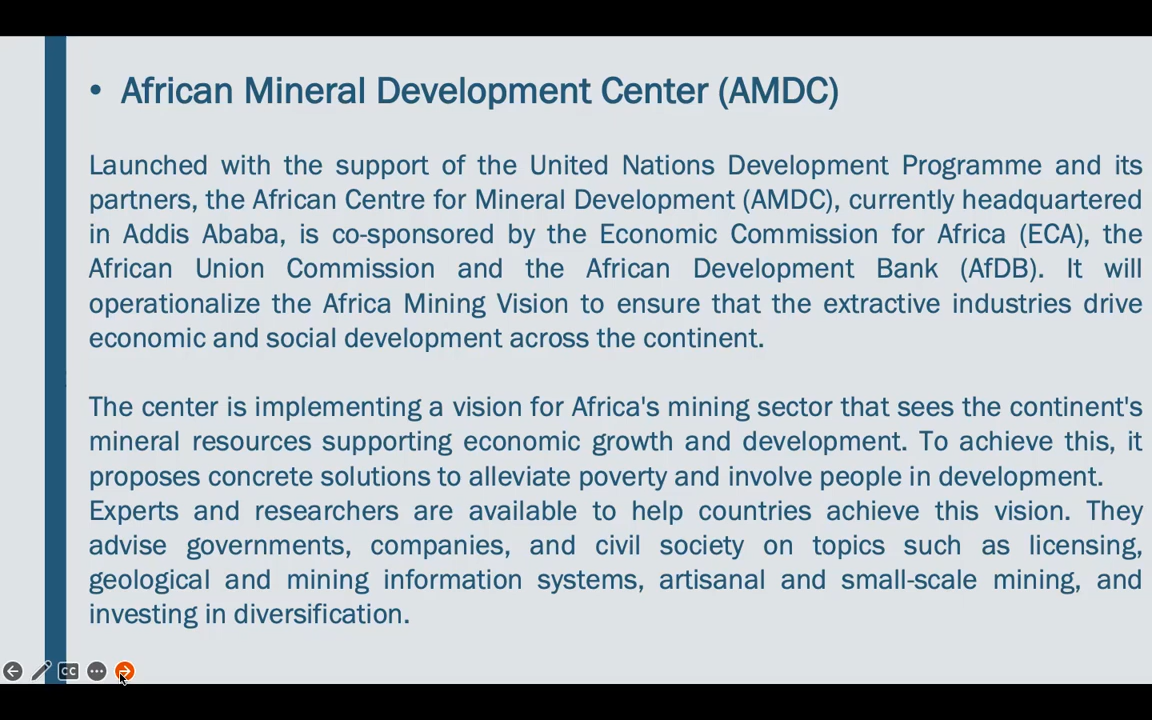 • African Mineral Development Center (AMDC)
Launched with the support of the United Nations Development Programme and its
partners, the African Centre for Mineral Development (AMDC), currently headquartered
in Addis Ababa, is co-sponsored by the Economic Commission for Africa (ECA), the
African Union Commission and the African Development Bank (AfDB). It will
operationalize the Africa Mining Vision to ensure that the extractive industries drive
economic and social development across the continent.
The center is implementing a vision for Africa's mining sector that sees the continent's
mineral resources supporting economic growth and development. To achieve this, it
proposes concrete solutions to alleviate poverty and involve people in development.
Experts and researchers are available to help countries achieve this vision. They
advise governments, companies, and civil society on topics such as licensing,
geological and mining information systems, artisanal and small-scale mining, and
investing in diversification.
CC